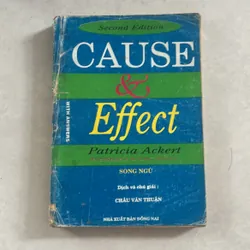 Second Edition
CAUSE
&
Effect
WITH ANSWERS
Patricia Ackert
SONG NGỮ
Dịch và chú giải :
CHÂU VĂN THUẬN
NHÀ XUẤT BẢN ĐỒNG NAI